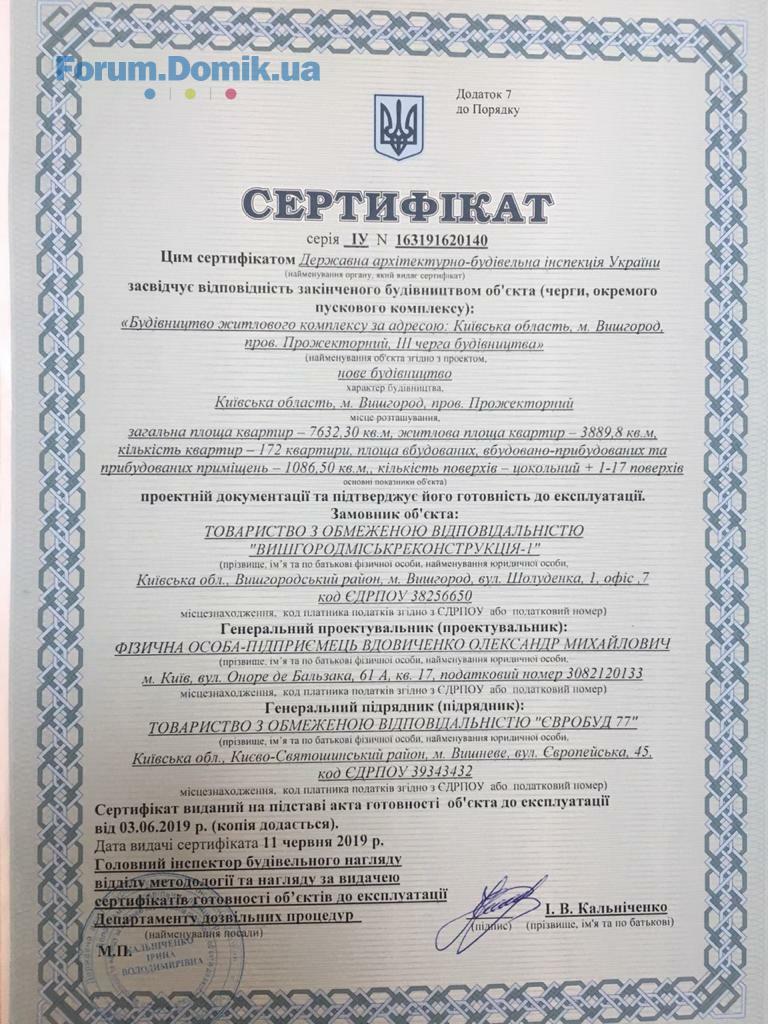 Forum.Domik.ua
Додаток 7
до Порядку
СЕРТИФІКАТ
серія ІУ N 163191620140
Цим сертифікатом Державна архітектурно-будівельна інспекція України
(найменування органу, який видає сертифікат)
засвідчує відповідність закінченого будівництвом об'єкта (черги, окремого
пускового комплексу):
«Будівництво житлового комплексу за адресою: Київська область, м. Вишгород,
пров. Прожекторний, ІІІ черга будівництва»
(найменування об'єкта згідно з проектом,
нове будівництво
характер будівництва,
Київська область, м. Вишгород, пров. Прожекторний
місце розташування,
загальна площа квартир – 7632,30 кв.м, житлова площа квартир – 3889,8 кв.м,
кількість квартир – 172 квартири, площа вбудованих, вбудовано-прибудованих та
прибудованих приміщень – 1086,50 кв.м,, кількість поверхів – цокольний + 1-17 поверхів
основні показники об'єкта)
проектній документації та підтверджує його готовність до експлуатації.
Замовник об'єкта:
ТОВАРИСТВО З ОБМЕЖЕНОЮ ВІДПОВІДАЛЬНІСТЮ
"ВИШГОРОДМІСЬКРЕКОНСТРУКЦІЯ-1"
(прізвище, ім'я та по батькові фізичної особи, найменування юридичної особи,
Київська обл., Вишгородський район, м. Вишгород, вул. Шолуденка, 1, офіс ,7
код ЄДРПОУ 38256650
місцезнаходження, код платника податків згідно з ЄДРПОУ або податковий номер)
Генеральний проектувальник (проектувальник):
ФІЗИЧНА ОСОБА-ПІДПРИЄМЕЦЬ ВДОВИЧЕНКО ОЛЕКСАНДР МИХАЙЛОВИЧ
(прізвище, ім'я та по батькові фізичної особи, найменування юридичної особи,
м. Київ, вул. Оноре де Бальзака, 61 А, кв. 17, податковий номер 3082120133
місцезнаходження, код платника податків згідно з ЄДРПОУ або податковий номер)
Генеральний підрядник (підрядник):
ТОВАРИСТВО З ОБМЕЖЕНОЮ ВІДПОВІДАЛЬНІСТЮ "ЄВРОБУД 77"
(прізвище, ім'я та по батькові фізичної особи, найменування юридичної особи,
Київська обл., Києво-Святошинський район, м. Вишневе, вул. Європейська, 45,
код ЄДРПОУ 39343432
місцезнаходження, код платника податків згідно з ЄДРПОУ або податковий номер)
Сертифікат виданий на підставі акта готовності об'єкта до експлуатації
від 03.06.2019 р. (копія додається).
Дата видачі сертифіката 11 червня 2019 р.
Головний інспектор будівельного нагляду
відділу методології та нагляду за видачею
сертифікатів готовності об'єктів до експлуатації
Департаменту дозвільних процедур
(найменування посади)
М.П.
І. В. Кальніченко
(підпис) (прізвище, ім'я та по батькові)
КАЛЬНІЧЕНКО
ІРИНА
ВОЛОДИМИРІВНА